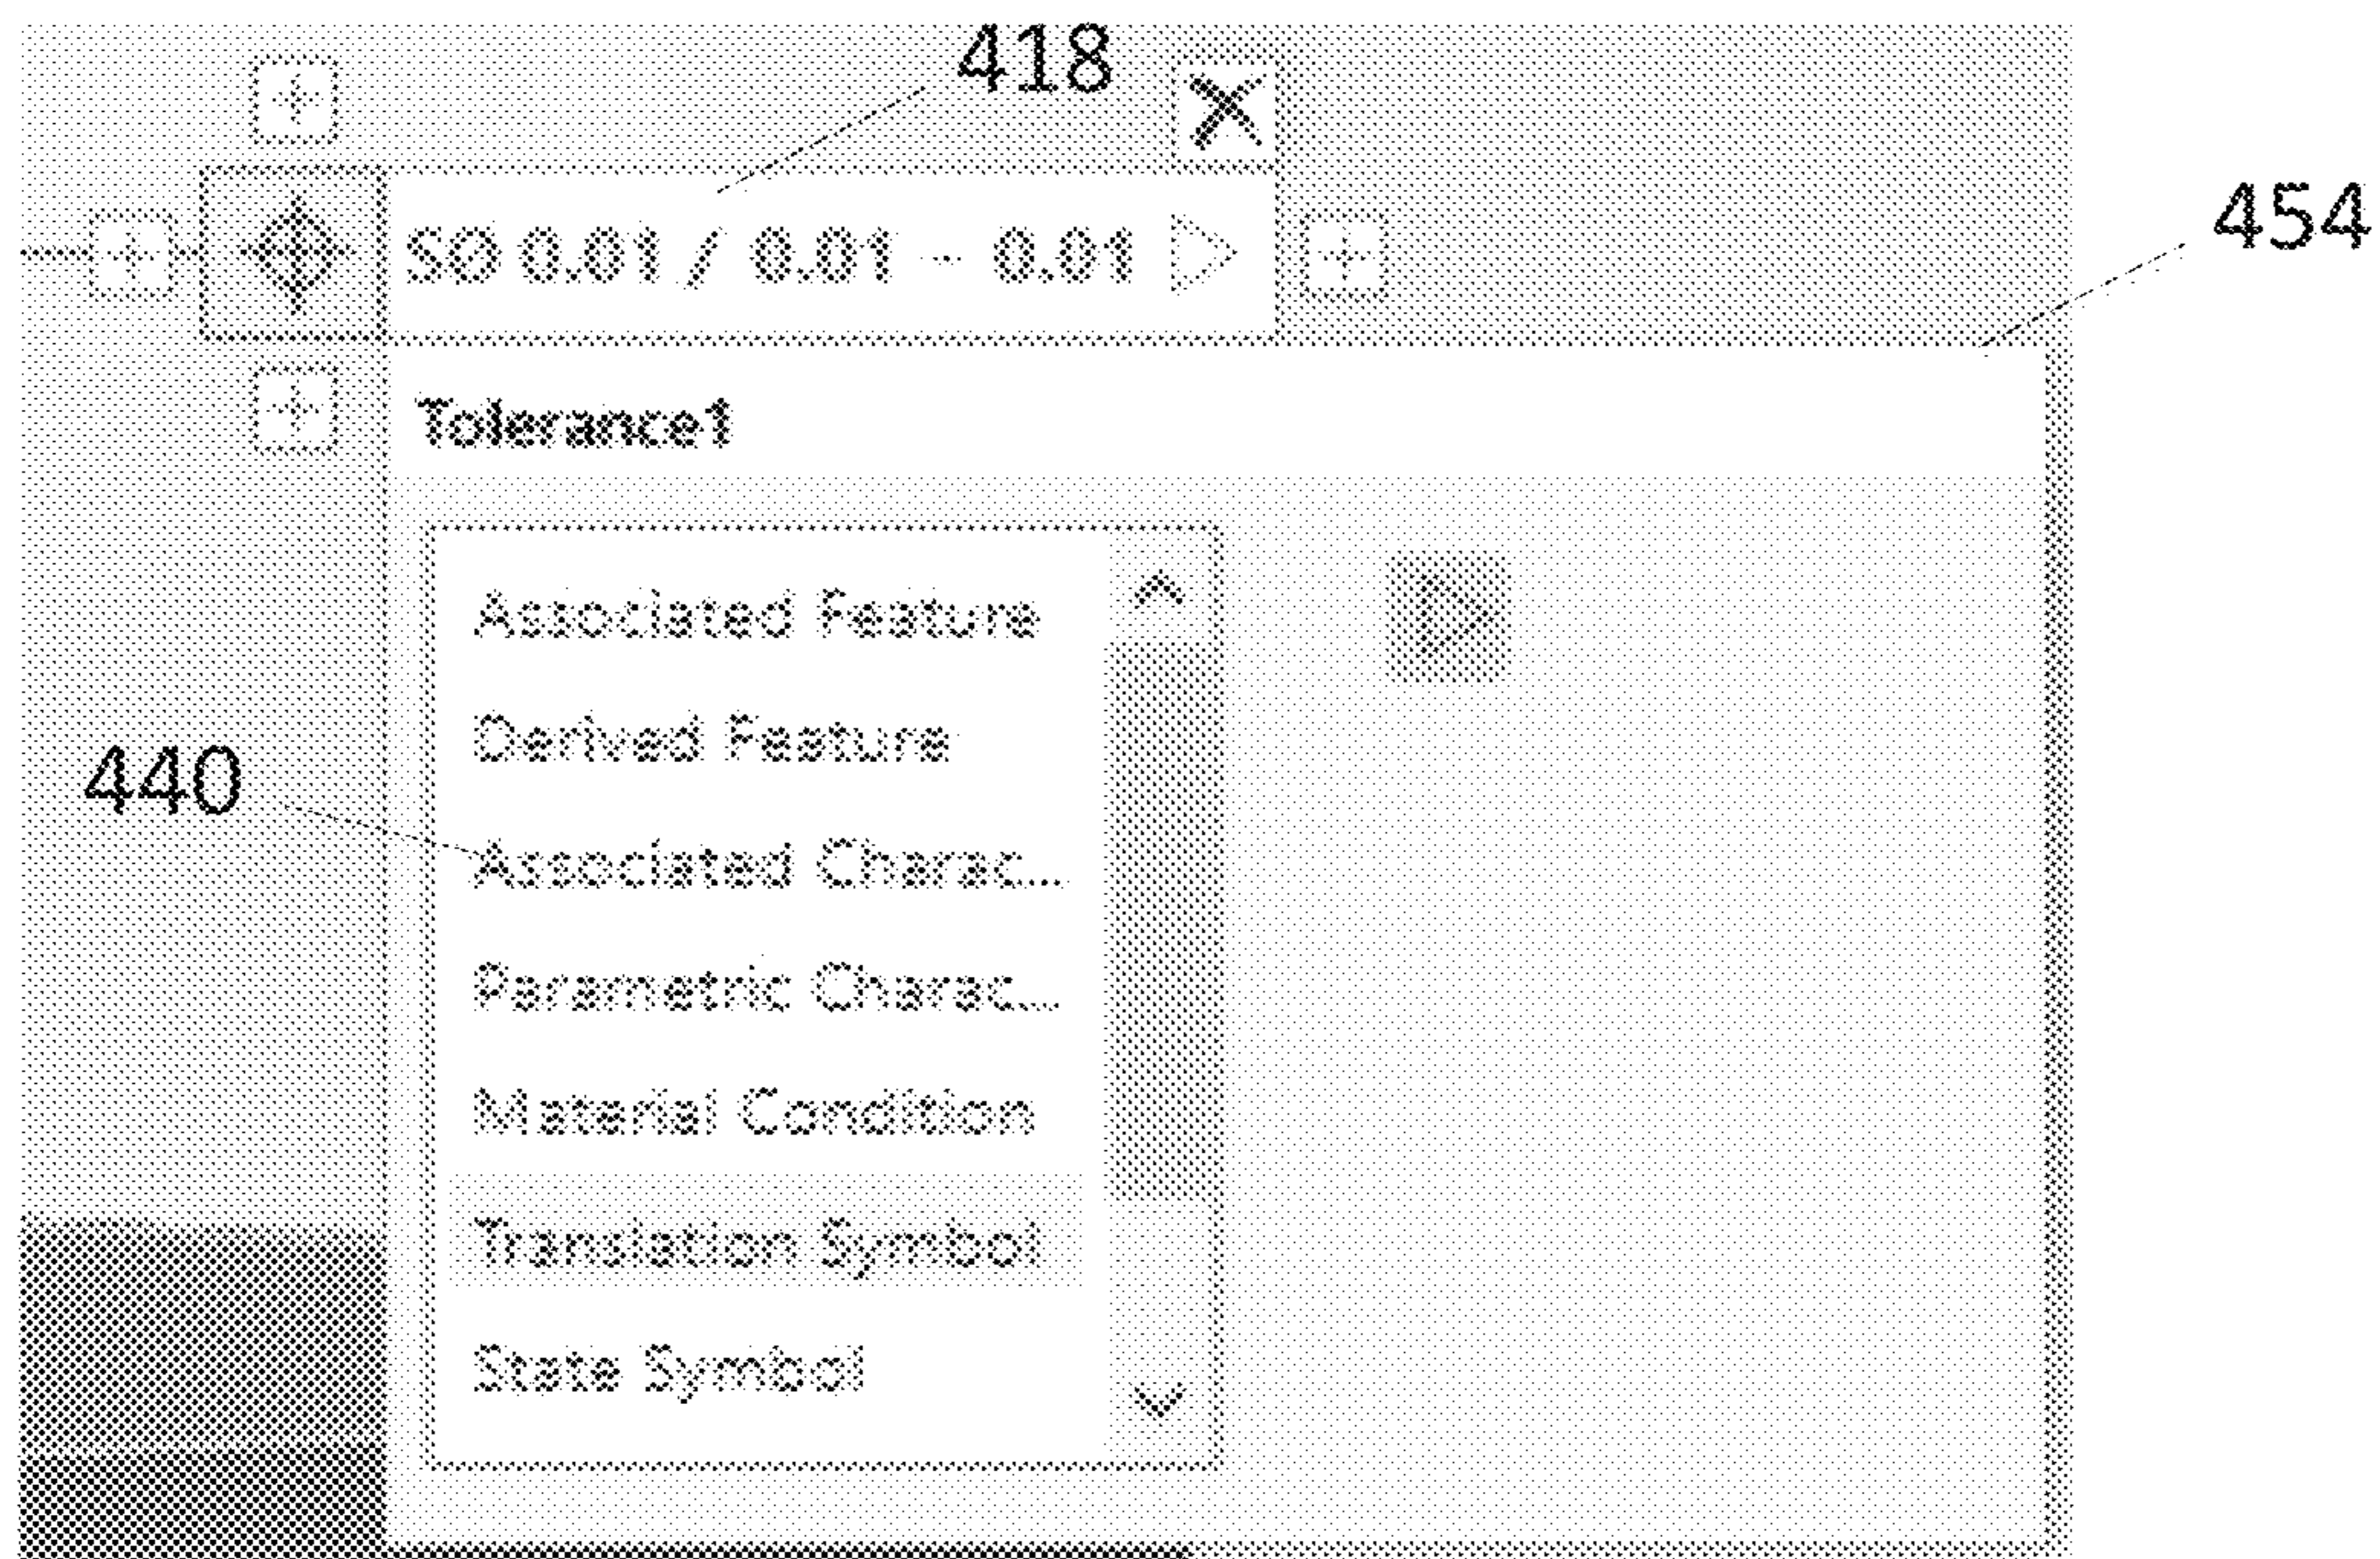 418
454
SØ 0.01 / 0.01 - 0.01
Tolerance1
Associated Feature
Derived Feature
440
Associated Charac...
Parametric Charac...
Material Condition
Translation Symbol
State Symbol